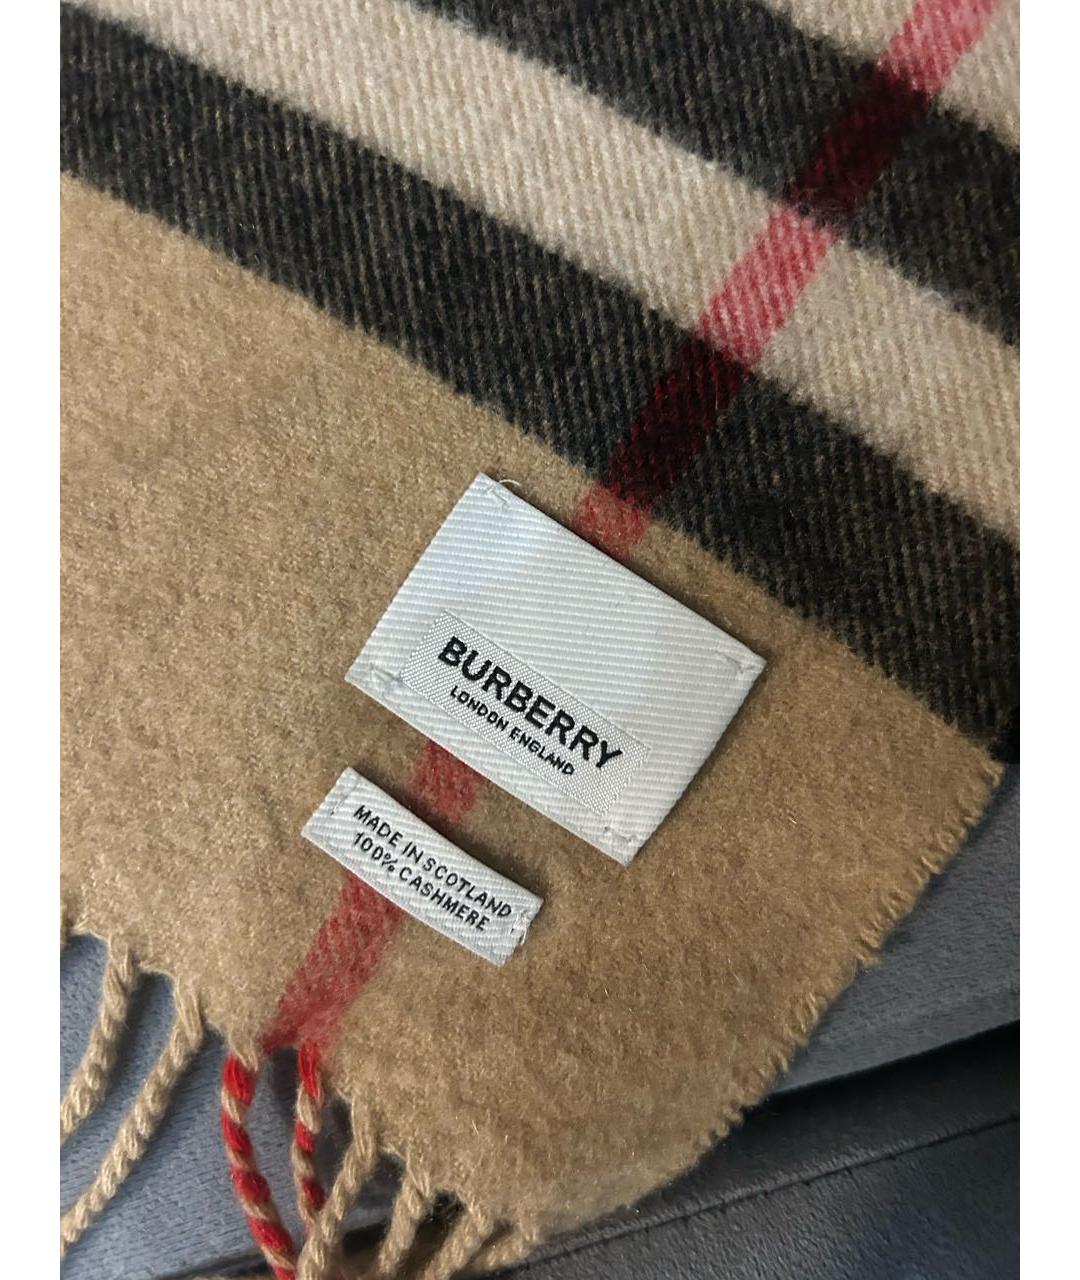 BURBERRY
LONDON ENGLAND
MADE IN SCOTLAND
100% CASHMERE